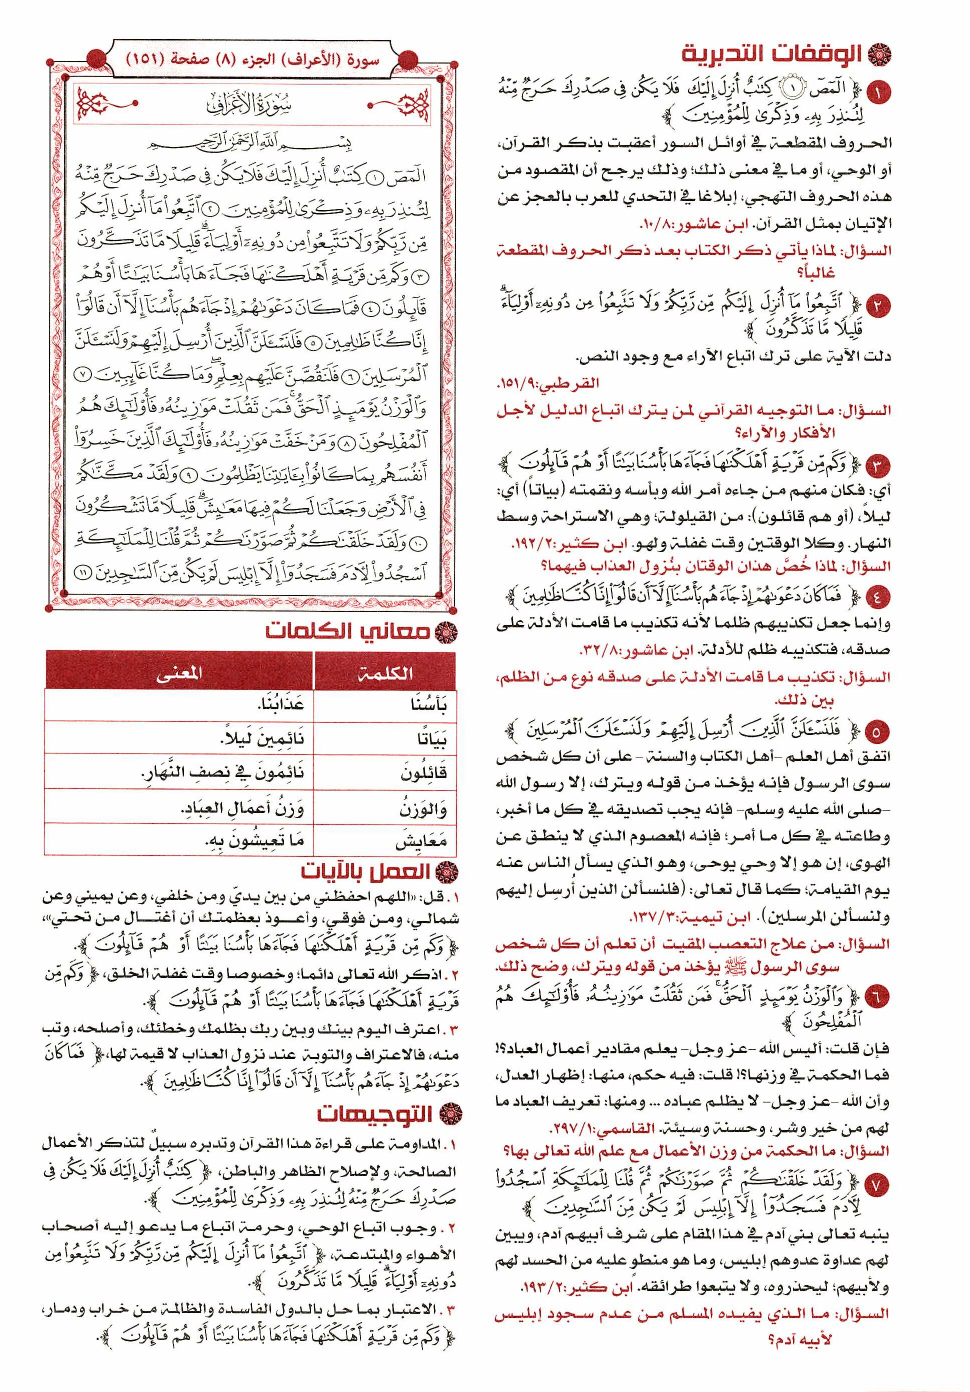 الوقفات التدبرية
١ ﴿ الٓمٓصٓ ﴿١﴾ كِتَٰبٌ أُنزِلَ إِلَيْكَ فَلَا يَكُن فِى صَدْرِكَ حَرَجٌ مِّنْهُ
لِتُنذِرَ بِهِۦ وَذِكْرَىٰ لِلْمُؤْمِنِينَ ﴾
الحروف المقطعة في أوائل السور أعقبت بذكر القرآن،
أو الوحي، أو ما في معنى ذلك؛ وذلك يرجح أن المقصود من
هذه الحروف التهجي؛ إبلاغا في التحدي للعرب بالعجز عن
الإتيان بمثل القرآن. ابن عاشور:١٠/٨.
السؤال: لماذا يأتي ذكر الكتاب بعد ذكر الحروف المقطعة
غالباً؟
٢ ﴿ ٱتَّبِعُوا۟ مَآ أُنزِلَ إِلَيْكُم مِّن رَّبِّكُمْ وَلَا تَتَّبِعُوا۟ مِن دُونِهِۦٓ أَوْلِيَآءَ ۗ
قَلِيلًا مَّا تَذَكَّرُونَ ﴾
دلت الآية على ترك اتباع الآراء مع وجود النص.
القرطبي:١٥١/٩.
السؤال: ما التوجيه القرآني لمن يترك اتباع الدليل لأجل
الأفكار والآراء؟
٣ ﴿ وَكَم مِّن قَرْيَةٍ أَهْلَكْنَٰهَا فَجَآءَهَا بَأْسُنَا بَيَٰتًا أَوْ هُمْ قَآئِلُونَ ﴾
أي: فكان منهم من جاءه أمر الله وبأسه ونقمته (بياتاً) أي:
ليلاً، (أو هم قائلون): من القيلولة؛ وهي الاستراحة وسط
النهار. وكلا الوقتين وقت غفلة ولهو. ابن كثير:١٩٢/٢.
السؤال: لماذا خُصَّ هذان الوقتان بنُزول العذاب فيهما؟
٤ ﴿ فَمَا كَانَ دَعْوَىٰهُمْ إِذْ جَآءَهُم بَأْسُنَآ إِلَّآ أَن قَالُوٓا۟ إِنَّا كُنَّا ظَٰلِمِينَ ﴾
وإنما جعل تكذيبهم ظلما لأنه تكذيب ما قامت الأدلة على
صدقه، فتكذيبه ظلم للأدلة. ابن عاشور:٣٢/٨.
السؤال: تكذيب ما قامت الأدلة على صدقه نوع من الظلم،
بين ذلك.
٥ ﴿ فَلَنَسْـَٔلَنَّ ٱلَّذِينَ أُرْسِلَ إِلَيْهِمْ وَلَنَسْـَٔلَنَّ ٱلْمُرْسَلِينَ ﴾
اتفق أهل العلم -أهل الكتاب والسنة- على أن كل شخص
سوى الرسول فإنه يؤخذ من قوله ويترك، إلا رسول الله
-صلى الله عليه وسلم- فإنه يجب تصديقه في كل ما أخبر،
وطاعته في كل ما أمر؛ فإنه المعصوم الذي لا ينطق عن
الهوى، إن هو إلا وحي يوحى، وهو الذي يسأل الناس عنه
يوم القيامة؛ كما قال تعالى: (فلنسألن الذين أُرسِل إليهم
ولنسألن المرسلين). ابن تيمية:١٣٧/٣.
السؤال: من علاج التعصب المقيت أن تعلم أن كل شخص
سوى الرسول ﷺ يؤخذ من قوله ويترك، وضح ذلك.
٦ ﴿ وَٱلْوَزْنُ يَوْمَئِذٍ ٱلْحَقُّ ۚ فَمَن ثَقُلَتْ مَوَٰزِينُهُۥ فَأُو۟لَٰٓئِكَ هُمُ
ٱلْمُفْلِحُونَ ﴾
فإن قلت: أليس الله -عز وجل- يعلم مقادير أعمال العباد؟!
فما الحكمة في وزنها؟! قلت: فيه حكم، منها: إظهار العدل،
وأن الله -عز وجل- لا يظلم عباده ... ومنها: تعريف العباد ما
لهم من خير وشر، وحسنة وسيئة. القاسمي:٢٩٧/١.
السؤال: ما الحكمة من وزن الأعمال مع علم الله تعالى بها؟
٧ ﴿ وَلَقَدْ خَلَقْنَٰكُمْ ثُمَّ صَوَّرْنَٰكُمْ ثُمَّ قُلْنَا لِلْمَلَٰٓئِكَةِ ٱسْجُدُوا۟
لِـَٔادَمَ فَسَجَدُوٓا۟ إِلَّآ إِبْلِيسَ لَمْ يَكُن مِّنَ ٱلسَّٰجِدِينَ ﴾
ينبه تعالى بني آدم في هذا المقام على شرف أبيهم آدم، ويبين
لهم عداوة عدوهم إبليس، وما هو منطوٍ عليه من الحسد لهم
ولأبيهم؛ ليحذروه، ولا يتبعوا طرائقه. ابن كثير:١٩٣/٢.
السؤال: ما الذي يفيده المسلم من عدم سجود إبليس
لأبيه آدم؟
سورة (الأعراف) الجزء (٨) صفحة (١٥١)
سُورَةُ الأَعْرَافِ
بِسْمِ ٱللَّهِ ٱلرَّحْمَٰنِ ٱلرَّحِيمِ
الٓمٓصٓ ١ كِتَٰبٌ أُنزِلَ إِلَيْكَ فَلَا يَكُن فِى صَدْرِكَ حَرَجٌ مِّنْهُ
لِتُنذِرَ بِهِۦ وَذِكْرَىٰ لِلْمُؤْمِنِينَ ٢ ٱتَّبِعُوا۟ مَآ أُنزِلَ إِلَيْكُم
مِّن رَّبِّكُمْ وَلَا تَتَّبِعُوا۟ مِن دُونِهِۦٓ أَوْلِيَآءَ ۗ قَلِيلًا مَّا تَذَكَّرُونَ
٣ وَكَم مِّن قَرْيَةٍ أَهْلَكْنَٰهَا فَجَآءَهَا بَأْسُنَا بَيَٰتًا أَوْ هُمْ
قَآئِلُونَ ٤ فَمَا كَانَ دَعْوَىٰهُمْ إِذْ جَآءَهُم بَأْسُنَآ إِلَّآ أَن قَالُوٓا۟
إِنَّا كُنَّا ظَٰلِمِينَ ٥ فَلَنَسْـَٔلَنَّ ٱلَّذِينَ أُرْسِلَ إِلَيْهِمْ وَلَنَسْـَٔلَنَّ
ٱلْمُرْسَلِينَ ٦ فَلَنَقُصَّنَّ عَلَيْهِم بِعِلْمٍ ۖ وَمَا كُنَّا غَآئِبِينَ ٧
وَٱلْوَزْنُ يَوْمَئِذٍ ٱلْحَقُّ ۚ فَمَن ثَقُلَتْ مَوَٰزِينُهُۥ فَأُو۟لَٰٓئِكَ هُمُ
ٱلْمُفْلِحُونَ ٨ وَمَنْ خَفَّتْ مَوَٰزِينُهُۥ فَأُو۟لَٰٓئِكَ ٱلَّذِينَ خَسِرُوٓا۟
أَنفُسَهُم بِمَا كَانُوا۟ بِـَٔايَٰتِنَا يَظْلِمُونَ ٩ وَلَقَدْ مَكَّنَّٰكُمْ
فِى ٱلْأَرْضِ وَجَعَلْنَا لَكُمْ فِيهَا مَعَٰيِشَ ۗ قَلِيلًا مَّا تَشْكُرُونَ
١٠ وَلَقَدْ خَلَقْنَٰكُمْ ثُمَّ صَوَّرْنَٰكُمْ ثُمَّ قُلْنَا لِلْمَلَٰٓئِكَةِ
ٱسْجُدُوا۟ لِـَٔادَمَ فَسَجَدُوٓا۟ إِلَّآ إِبْلِيسَ لَمْ يَكُن مِّنَ ٱلسَّٰجِدِينَ ١١
معاني الكلمات
الكلمة المعنى
بَأسُنَا عَذَابُنَا.
بَيَاتًا نَائِمِينَ لَيلاً.
قَائِلُونَ نَائِمُونَ فِي نِصفِ النَّهَارِ.
وَالوَزنُ وَزنُ أَعمَالِ العِبَادِ.
مَعَايِشَ مَا تَعِيشُونَ بِهِ.
العمل بالآيات
١. قل: «اللهم احفظني من بين يديّ ومن خلفي، وعن يميني وعن
شمالي، ومن فوقي، وأعوذ بعظمتك أن أغتال من تحتي»،
﴿ وَكَم مِّن قَرْيَةٍ أَهْلَكْنَٰهَا فَجَآءَهَا بَأْسُنَا بَيَٰتًا أَوْ هُمْ قَآئِلُونَ ﴾.
٢. اذكر الله تعالى دائما؛ وخصوصا وقت غفلة الخلق، ﴿ وَكَم مِّن
قَرْيَةٍ أَهْلَكْنَٰهَا فَجَآءَهَا بَأْسُنَا بَيَٰتًا أَوْ هُمْ قَآئِلُونَ ﴾.
٣. اعترف اليوم بينك وبين ربك بظلمك وخطئك، وأصلحه، وتب
منه، فالاعتراف والتوبة عند نزول العذاب لا قيمة لها، ﴿ فَمَا كَانَ
دَعْوَىٰهُمْ إِذْ جَآءَهُم بَأْسُنَآ إِلَّآ أَن قَالُوٓا۟ إِنَّا كُنَّا ظَٰلِمِينَ ﴾.
التوجيهات
١. المداومة على قراءة هذا القرآن وتدبره سبيلٌ لتذكر الأعمال
الصالحة، ولإصلاح الظاهر والباطن، ﴿ كِتَٰبٌ أُنزِلَ إِلَيْكَ فَلَا يَكُن فِى
صَدْرِكَ حَرَجٌ مِّنْهُ لِتُنذِرَ بِهِۦ وَذِكْرَىٰ لِلْمُؤْمِنِينَ ﴾.
٢. وجوب اتباع الوحي، وحرمة اتباع ما يدعو إليه أصحاب
الأهواء والمبتدعة، ﴿ ٱتَّبِعُوا۟ مَآ أُنزِلَ إِلَيْكُم مِّن رَّبِّكُمْ وَلَا تَتَّبِعُوا۟ مِن
دُونِهِۦٓ أَوْلِيَآءَ ۗ قَلِيلًا مَّا تَذَكَّرُونَ ﴾.
٣. الاعتبار بما حل بالدول الفاسدة والظالمة من خراب ودمار،
﴿ وَكَم مِّن قَرْيَةٍ أَهْلَكْنَٰهَا فَجَآءَهَا بَأْسُنَا بَيَٰتًا أَوْ هُمْ قَآئِلُونَ ﴾.